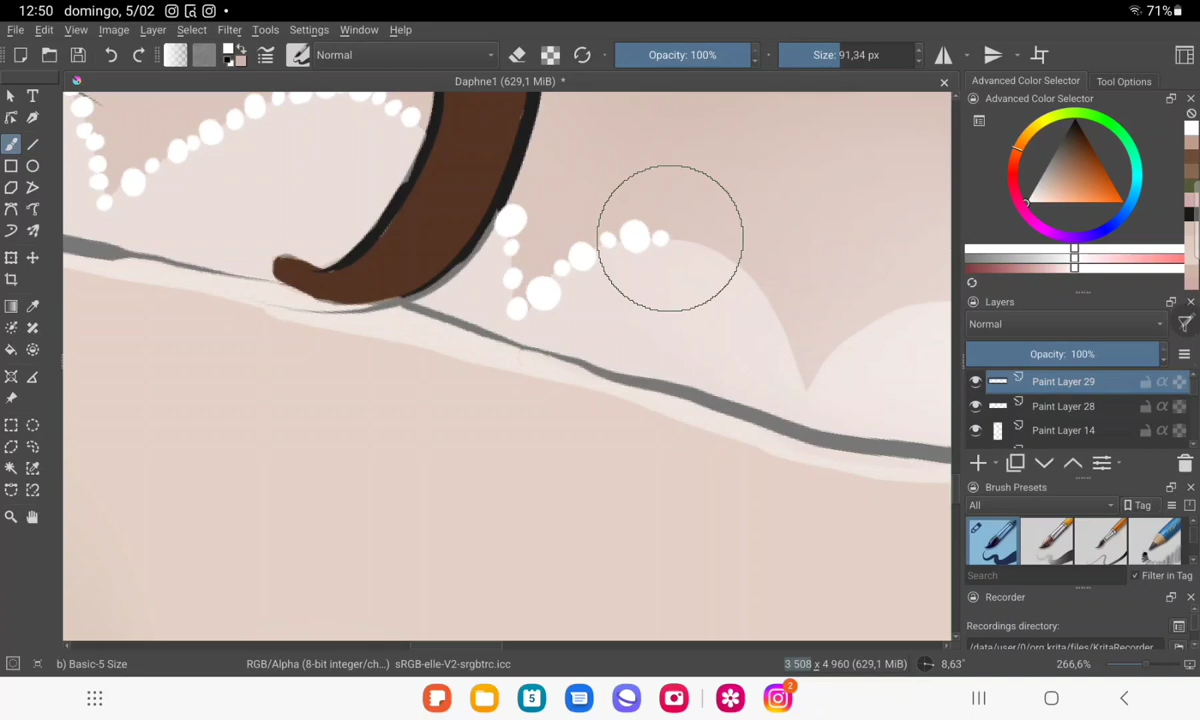 12:50 domingo, 5/02 • 71%
File Edit View Image Layer Select Filter Tools Settings Window Help
Normal Opacity: 100% Size: 91,34 px
Daphne1 (629,1 MiB) *
Advanced Color Selector Tool Options
Advanced Color Selector
Layers
Normal
Opacity: 100%
Paint Layer 29
Paint Layer 28
Paint Layer 14
Brush Presets
All Tag
Search Filter in Tag
Recorder
Recordings directory:
/data/user/0/org.krita/files/KritaRecorder
b) Basic-5 Size RGB/Alpha (8-bit integer/ch...) sRGB-elle-V2-srgbtrc.icc 3 508 x 4 960 (629,1 MiB) 8,63° 266,6%
5 2